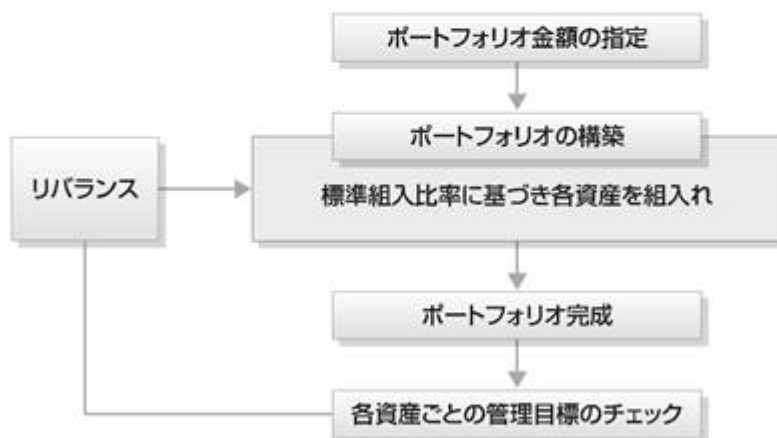 ポートフォリオ金額の指定
ポートフォリオの構築
リバランス
標準組入比率に基づき各資産を組入れ
ポートフォリオ完成
各資産ごとの管理目標のチェック